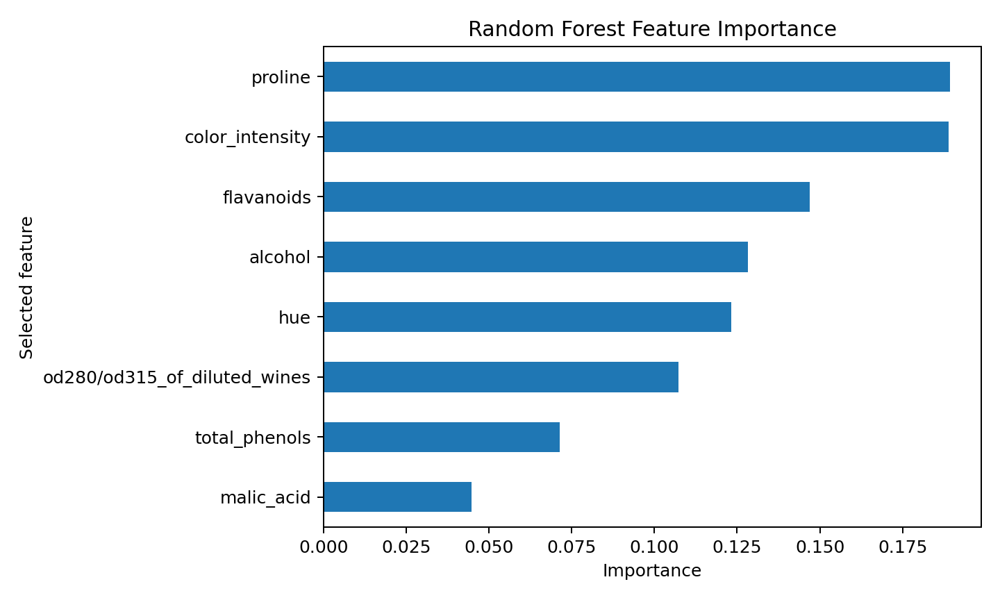 Random Forest Feature Importance
Selected feature
proline
color_intensity
flavanoids
alcohol
hue
od280/od315_of_diluted_wines
total_phenols
malic_acid
0.000 0.025 0.050 0.075 0.100 0.125 0.150 0.175
Importance